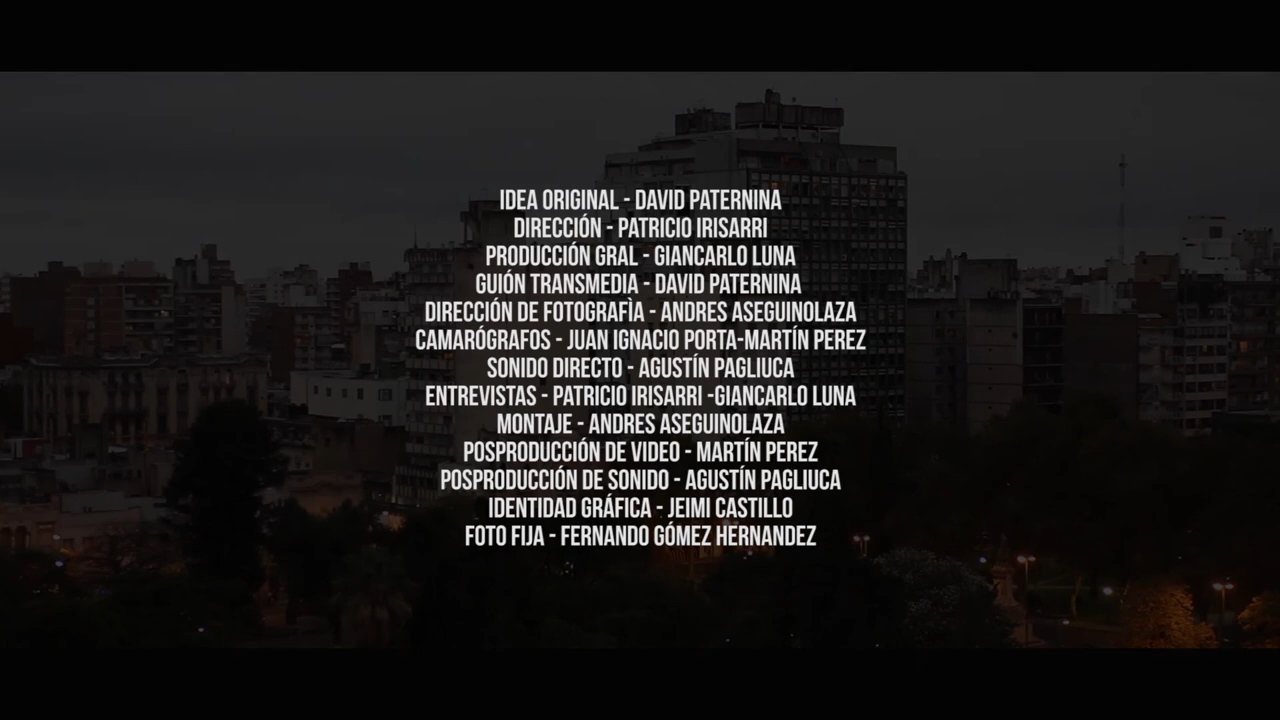 IDEA ORIGINAL - DAVID PATERNINA
DIRECCIÓN - PATRICIO IRISARRI
PRODUCCIÓN GRAL - GIANCARLO LUNA
GUIÓN TRANSMEDIA - DAVID PATERNINA
DIRECCIÓN DE FOTOGRAFÌA - ANDRES ASEGUINOLAZA
CAMARÓGRAFOS - JUAN IGNACIO PORTA-MARTÍN PEREZ
SONIDO DIRECTO - AGUSTÍN PAGLIUCA
ENTREVISTAS - PATRICIO IRISARRI -GIANCARLO LUNA
MONTAJE - ANDRES ASEGUINOLAZA
POSPRODUCCIÓN DE VIDEO - MARTÍN PEREZ
POSPRODUCCIÓN DE SONIDO - AGUSTÍN PAGLIUCA
IDENTIDAD GRÁFICA - JEIMI CASTILLO
FOTO FIJA - FERNANDO GÓMEZ HERNANDEZ